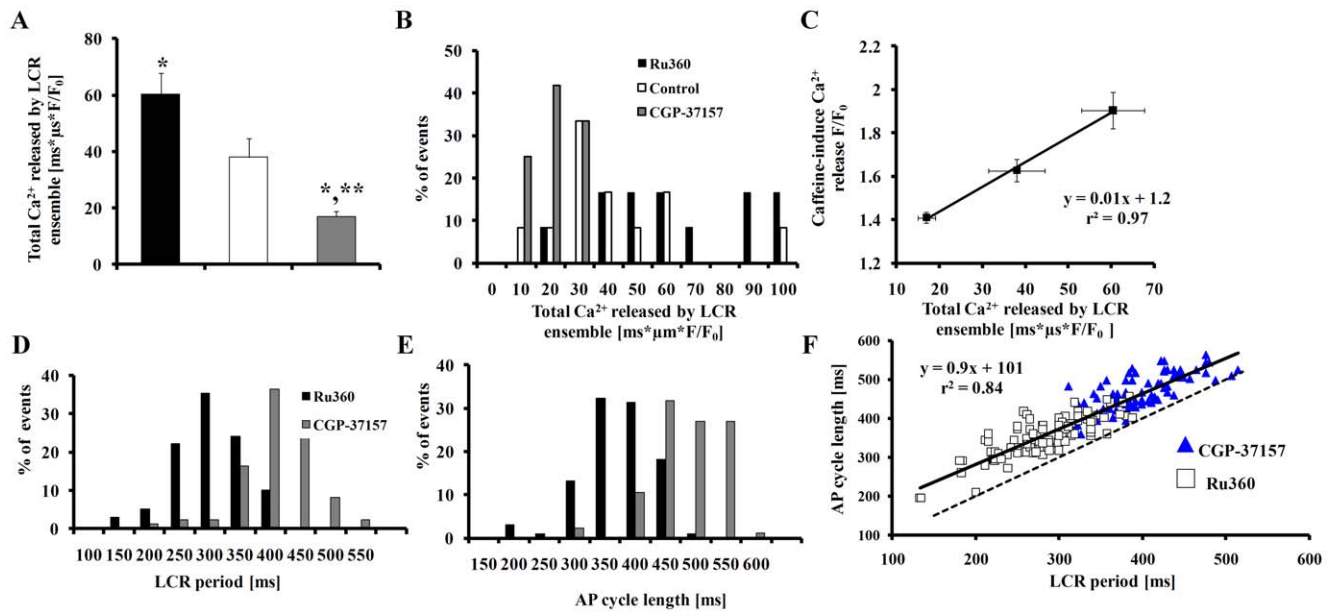 A
Total Ca²⁺ released by LCR
ensemble [ms*µs*F/F₀]
80
60
40
20
0
*
*,**
B
% of events
50
40
30
20
10
0
Ru360
Control
CGP-37157
0 10 20 30 40 50 60 70 80 90 100
Total Ca²⁺ released by LCR
ensemble [ms*µm*F/F₀]
C
Caffeine-induce Ca²⁺
release F/F₀
2.2
2
1.8
1.6
1.4
1.2
y = 0.01x + 1.2
r² = 0.97
10 20 30 40 50 60 70
Total Ca²⁺ released by LCR
ensemble [ms*µs*F/F₀ ]
D
% of events
40
30
20
10
0
Ru360
CGP-37157
100 150 200 250 300 350 400 450 500 550
LCR period [ms]
E
% of events
40
30
20
10
0
150 200 250 300 350 400 450 500 550 600
AP cycle length [ms]
F
AP cycle length [ms]
600
500
400
300
200
100
y = 0.9x + 101
r² = 0.84
CGP-37157
Ru360
100 200 300 400 500 600
LCR period [ms]